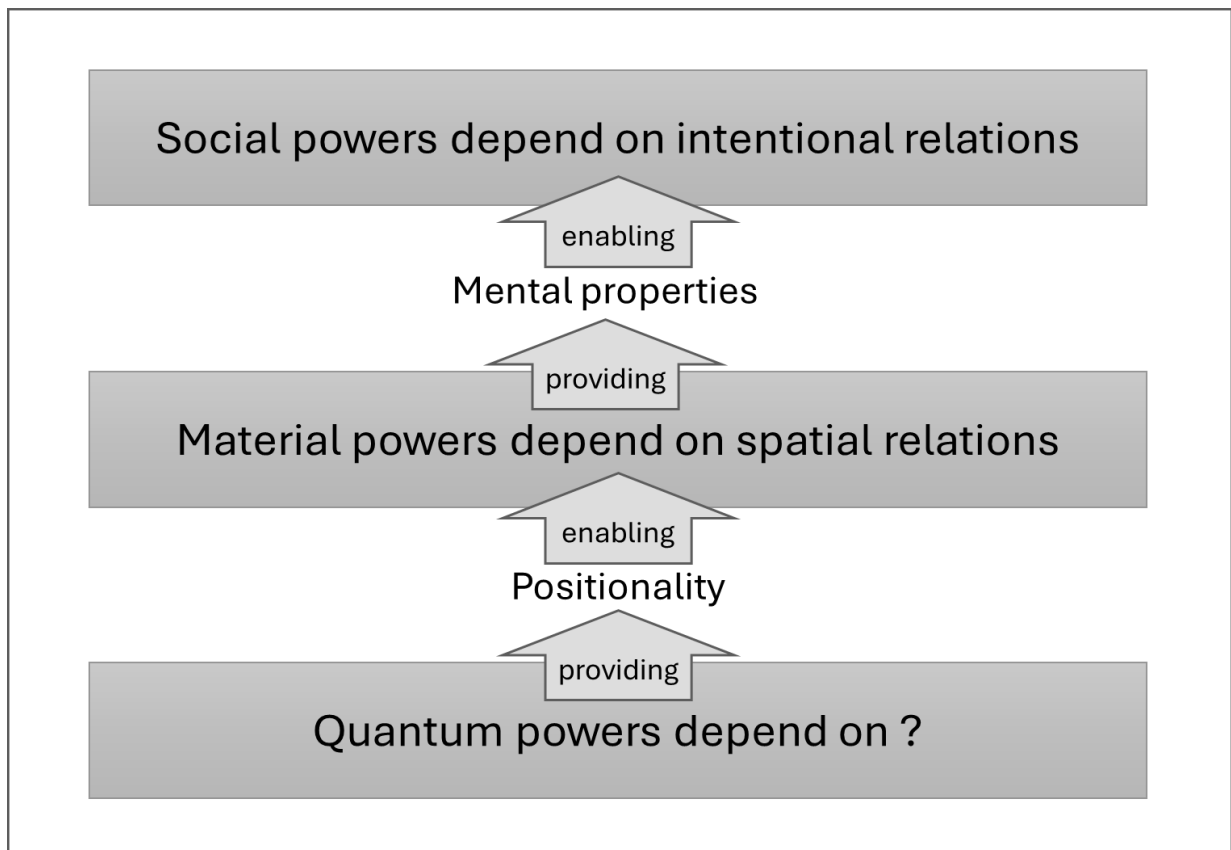 Social powers depend on intentional relations
enabling
Mental properties
providing
Material powers depend on spatial relations
enabling
Positionality
providing
Quantum powers depend on ?